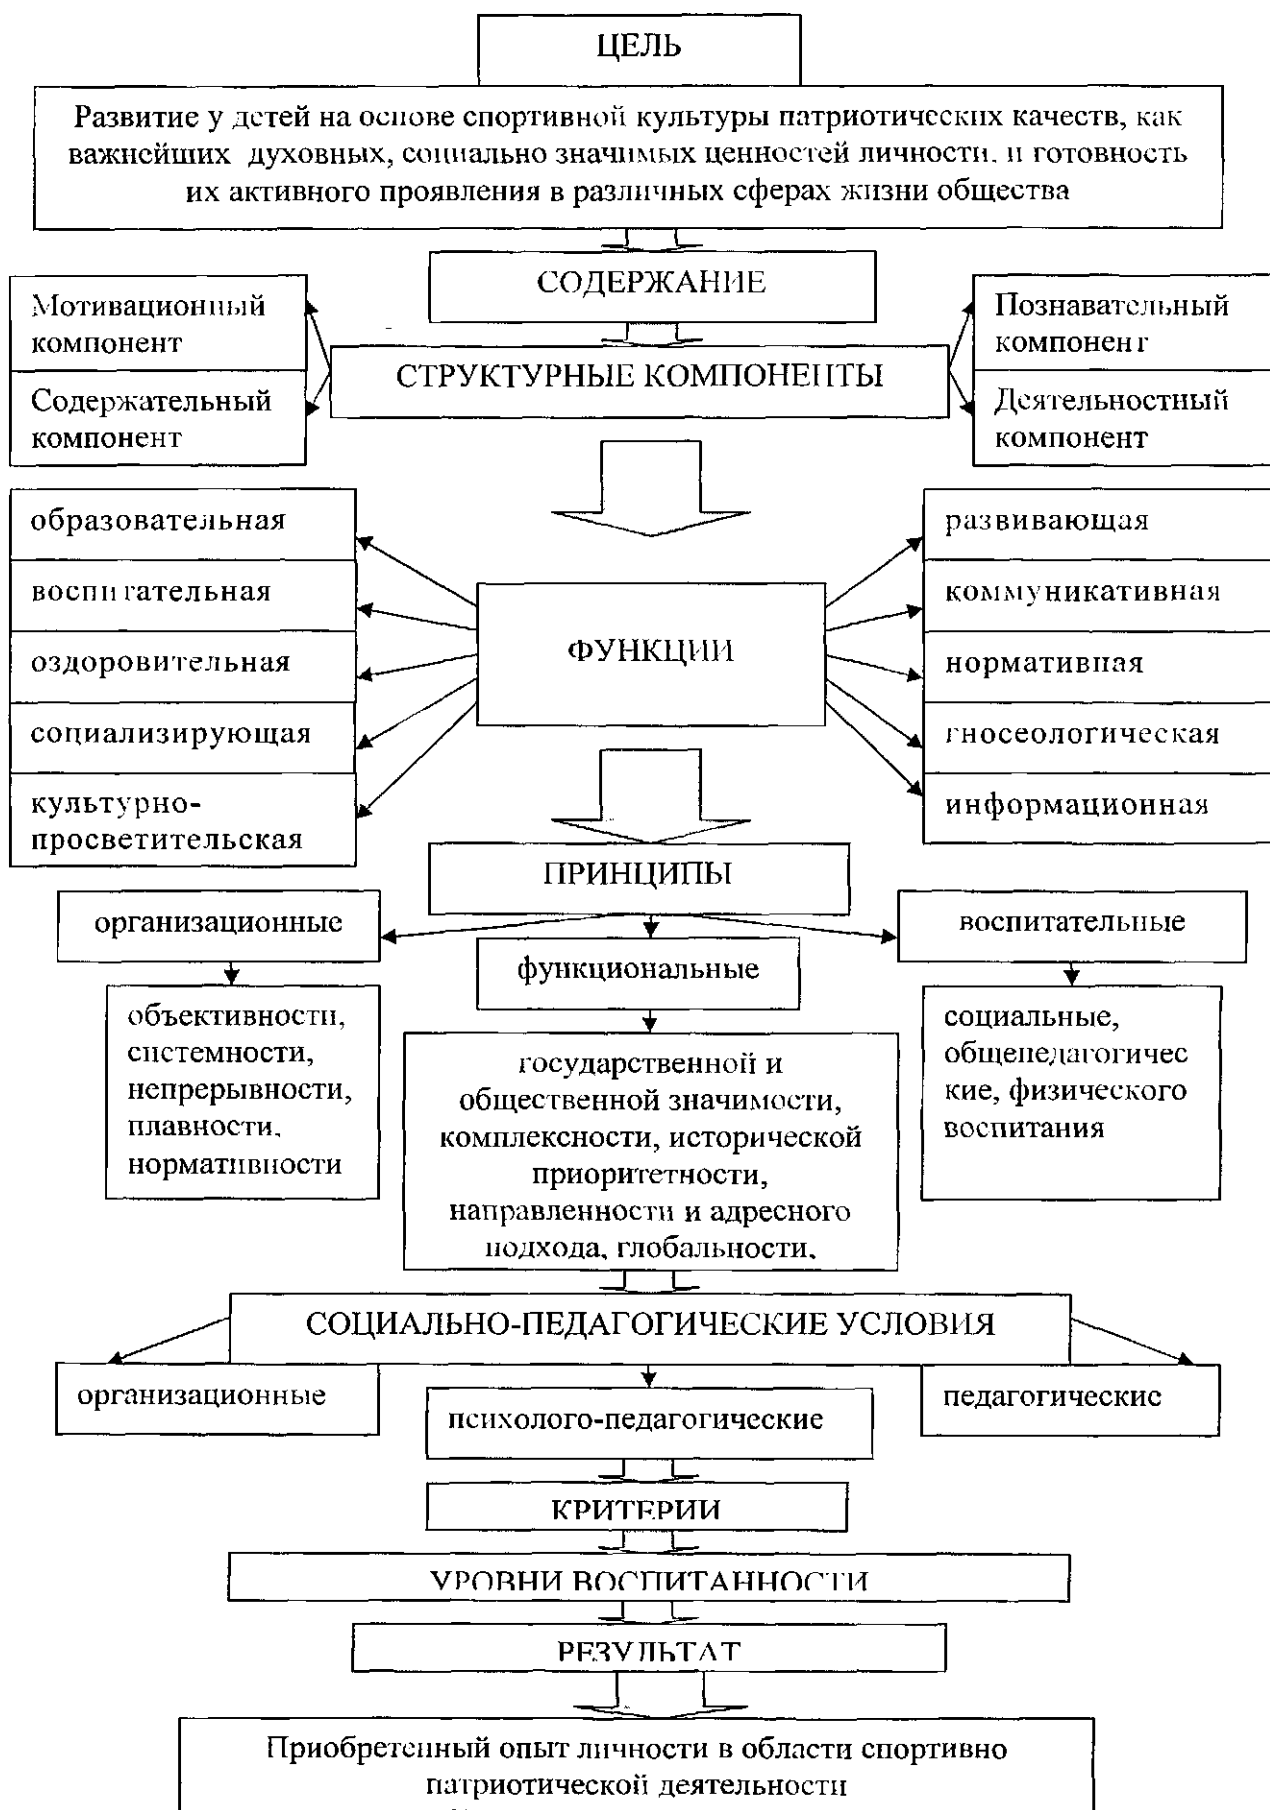 ЦЕЛЬ
Развитие у детей на основе спортивной культуры патриотических качеств, как
важнейших духовных, социально значимых ценностей личности, и готовность
их активного проявления в различных сферах жизни общества
СОДЕРЖАНИЕ
Мотивационный
компонент
Содержательный
компонент
СТРУКТУРНЫЕ КОМПОНЕНТЫ
Познавательный
компонент
Деятельностный
компонент
образовательная
воспитательная
оздоровительная
социализирующая
культурно-
просветительская
ФУНКЦИИ
развивающая
коммуникативная
нормативная
гносеологическая
информационная
ПРИНЦИПЫ
организационные
функциональные
воспитательные
объективности,
системности,
непрерывности,
плавности,
нормативности
государственной и
общественной значимости,
комплексности, исторической
приоритетности,
направленности и адресного
подхода, глобальности.
социальные,
общепедагогичес
кие, физического
воспитания
СОЦИАЛЬНО-ПЕДАГОГИЧЕСКИЕ УСЛОВИЯ
организационные
психолого-педагогические
педагогические
КРИТЕРИИ
УРОВНИ ВОСПИТАННОСТИ
РЕЗУЛЬТАТ
Приобретенный опыт личности в области спортивно
патриотической деятельности